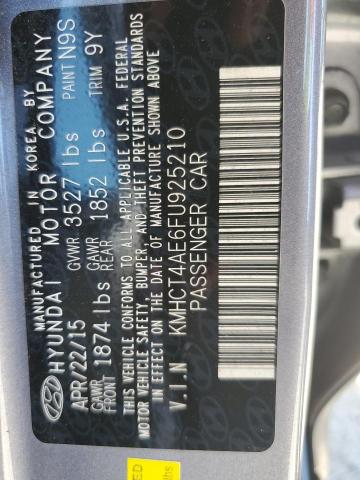 MANUFACTURED IN KOREA BY
HYUNDAI MOTOR COMPANY
APR/22/15 GVWR 3527 lbs PAINT N9S
GAWR FRONT 1874 lbs GAWR REAR 1852 lbs TRIM 9Y
THIS VEHICLE CONFORMS TO ALL APPLICABLE U.S.A. FEDERAL
MOTOR VEHICLE SAFETY, BUMPER, AND THEFT PREVENTION STANDARDS
IN EFFECT ON THE DATE OF MANUFACTURE SHOWN ABOVE
V.I.N KMHCT4AE6FU925210
PASSENGER CAR
lbs